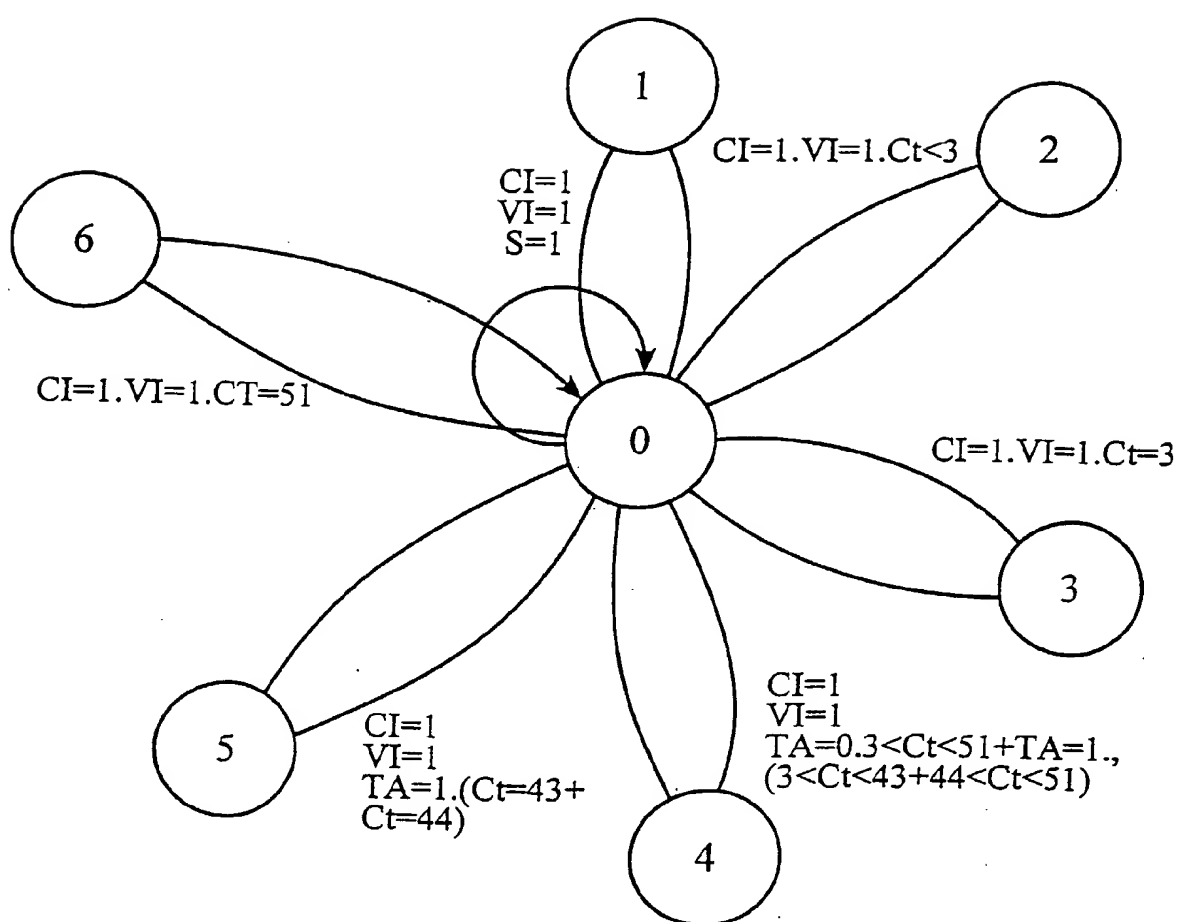 1
CI=1.VI=1.Ct<3
2
CI=1
VI=1
S=1
6
CI=1.VI=1.CT=51
0
CI=1.VI=1.Ct=3
3
CI=1
VI=1
TA=0.3<Ct<51+TA=1.,
(3<Ct<43+44<Ct<51)
5
CI=1
VI=1
TA=1.(Ct=43+
Ct=44)
4